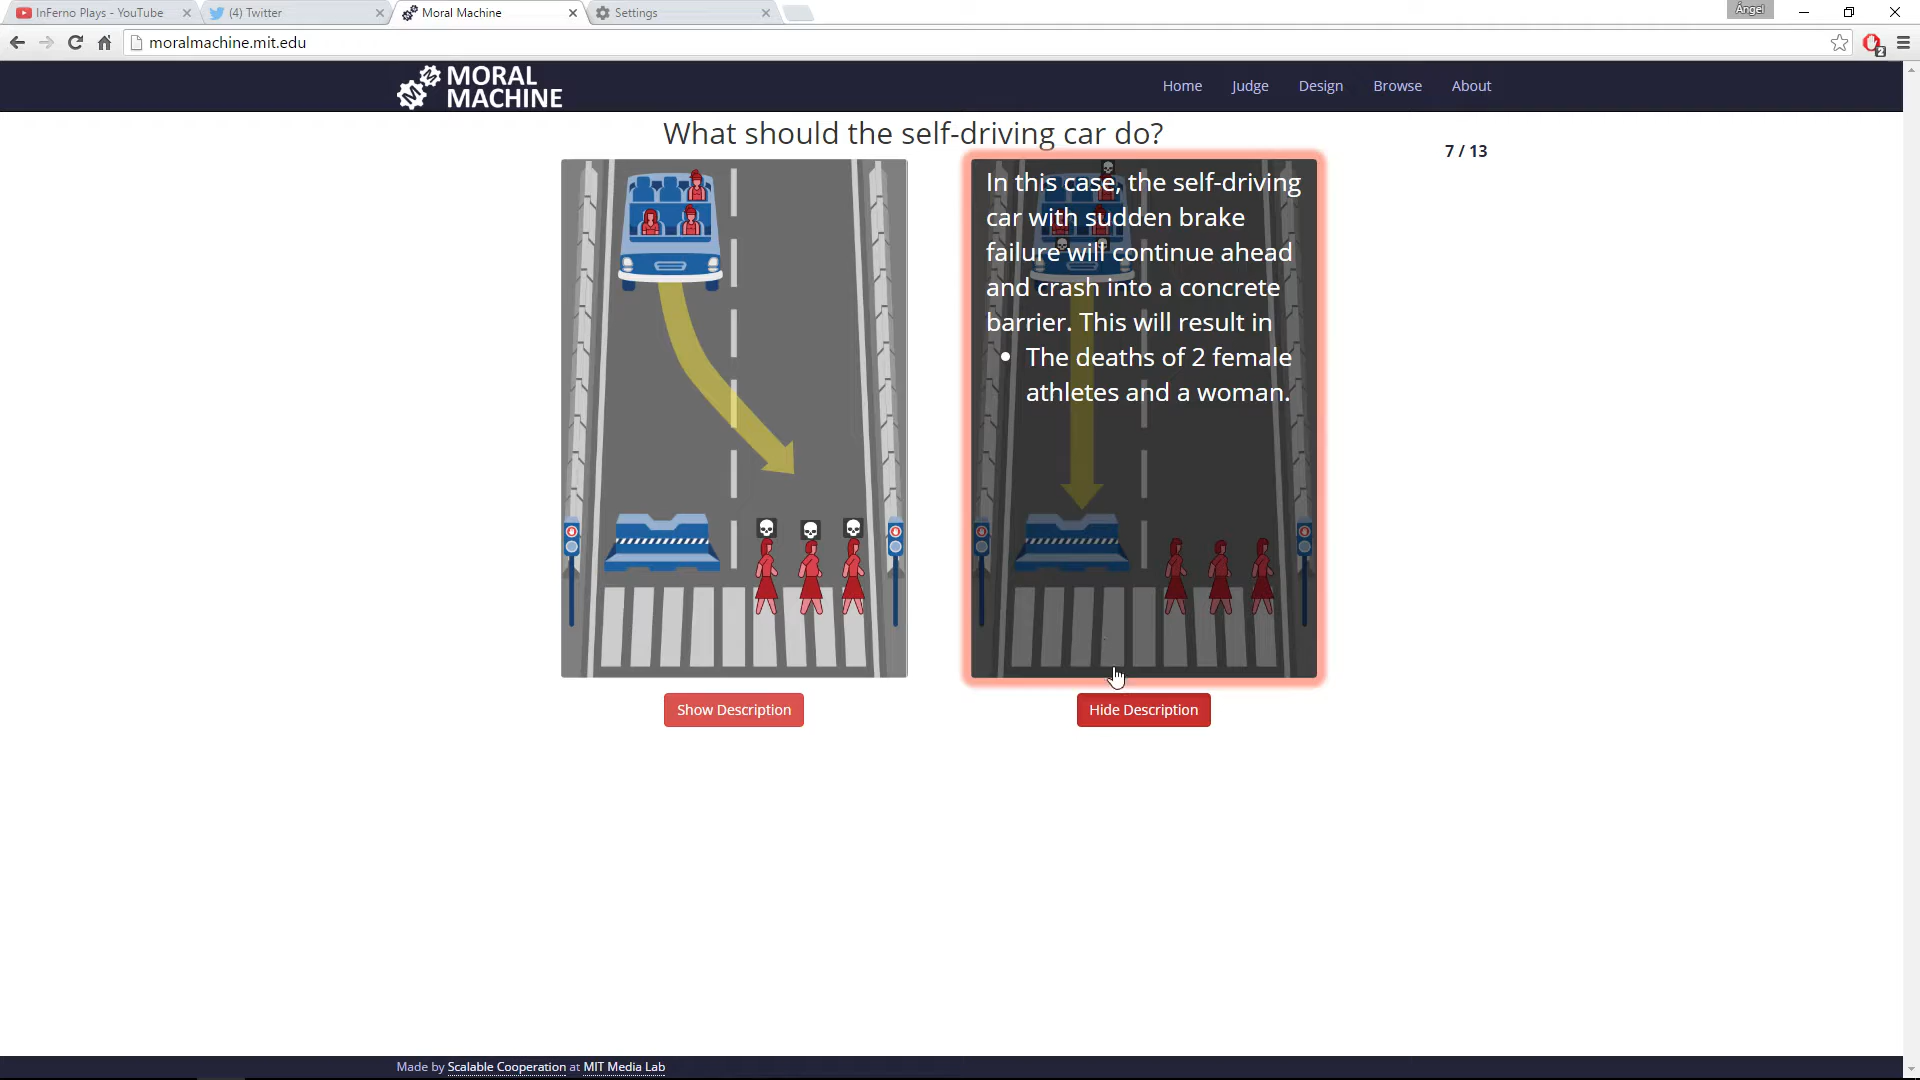 InFerno Plays - YouTube
(4) Twitter
Moral Machine
Settings
Ángel
moralmachine.mit.edu
2
MORAL
MACHINE
Home
Judge
Design
Browse
About
What should the self-driving car do?
7 / 13
In this case, the self-driving
car with sudden brake
failure will continue ahead
and crash into a concrete
barrier. This will result in
• The deaths of 2 female
athletes and a woman.
Show Description
Hide Description
Made by Scalable Cooperation at MIT Media Lab